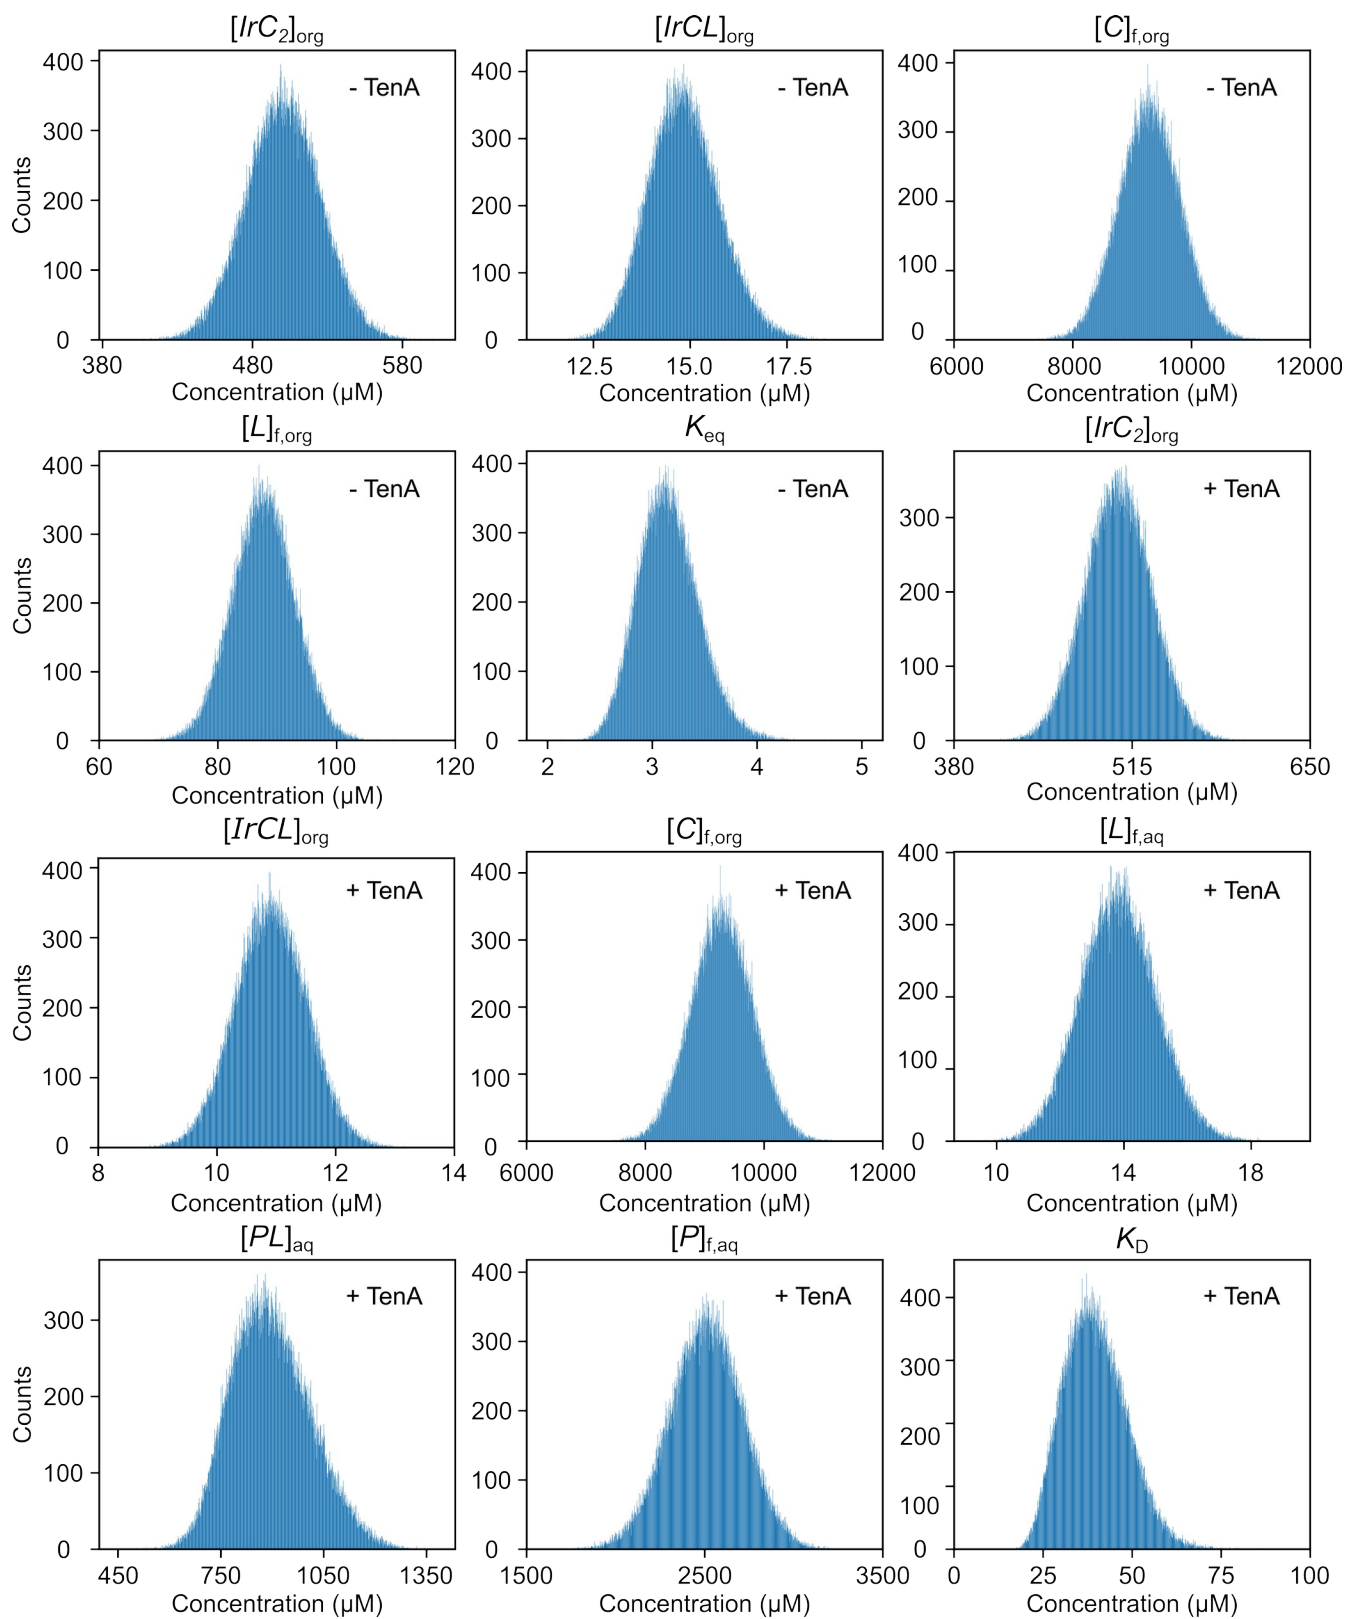 [IrC2]org
[IrCL]org
[C]f,org
- TenA
- TenA
- TenA
Counts
400
300
200
100
0
380
480
580
Concentration (µM)
400
300
200
100
0
12.5
15.0
17.5
Concentration (µM)
400
300
200
100
0
6000
8000
10000
12000
Concentration (µM)
[L]f,org
Keq
[IrC2]org
- TenA
- TenA
+ TenA
Counts
400
300
200
100
0
60
80
100
120
Concentration (µM)
400
300
200
100
0
2
3
4
5
300
200
100
0
380
515
650
Concentration (µM)
[IrCL]org
[C]f,org
[L]f,aq
+ TenA
+ TenA
+ TenA
Counts
400
300
200
100
0
8
10
12
14
Concentration (µM)
400
300
200
100
0
6000
8000
10000
12000
Concentration (µM)
400
300
200
100
0
10
14
18
Concentration (µM)
[PL]aq
[P]f,aq
KD
+ TenA
+ TenA
+ TenA
Counts
300
200
100
0
450
750
1050
1350
Concentration (µM)
400
300
200
100
0
1500
2500
3500
Concentration (µM)
400
300
200
100
0
0
25
50
75
100
Concentration (µM)